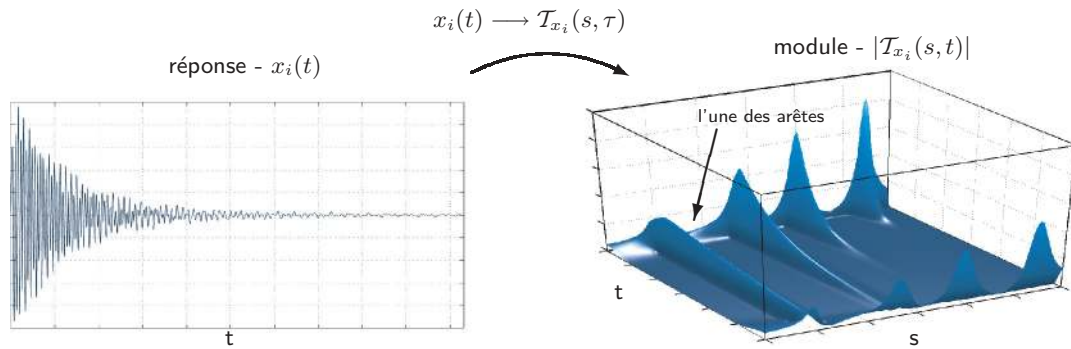 x_i(t) ⟶ 𝒯_{x_i}(s, τ)
réponse - x_i(t)
module - |𝒯_{x_i}(s, t)|
l'une des arêtes
t
t
s